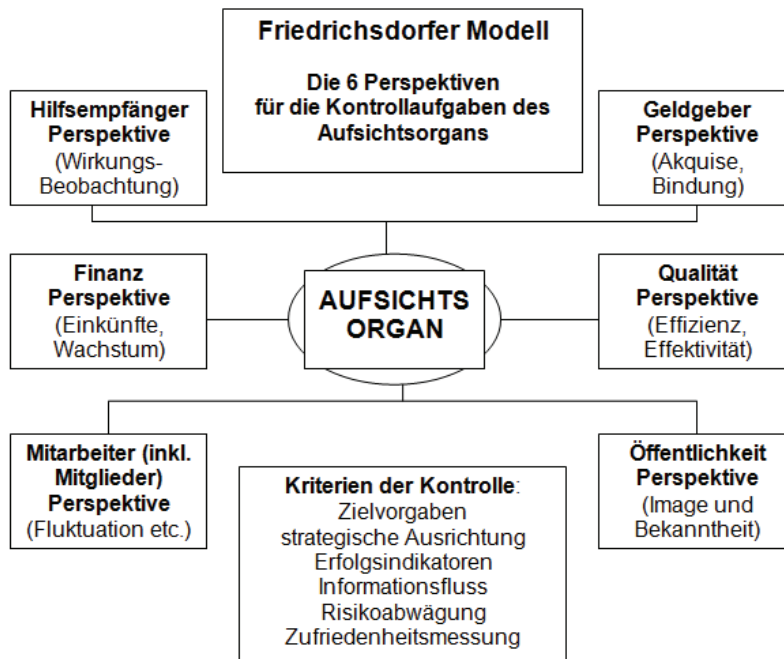 Friedrichsdorfer Modell
Die 6 Perspektiven
für die Kontrollaufgaben des
Aufsichtsorgans
Hilfsempfänger
Perspektive
(Wirkungs-
Beobachtung)
Geldgeber
Perspektive
(Akquise,
Bindung)
Finanz
Perspektive
(Einkünfte,
Wachstum)
AUFSICHTS
ORGAN
Qualität
Perspektive
(Effizienz,
Effektivität)
Mitarbeiter (inkl.
Mitglieder)
Perspektive
(Fluktuation etc.)
Kriterien der Kontrolle:
Zielvorgaben
strategische Ausrichtung
Erfolgsindikatoren
Informationsfluss
Risikoabwägung
Zufriedenheitsmessung
Öffentlichkeit
Perspektive
(Image und
Bekanntheit)